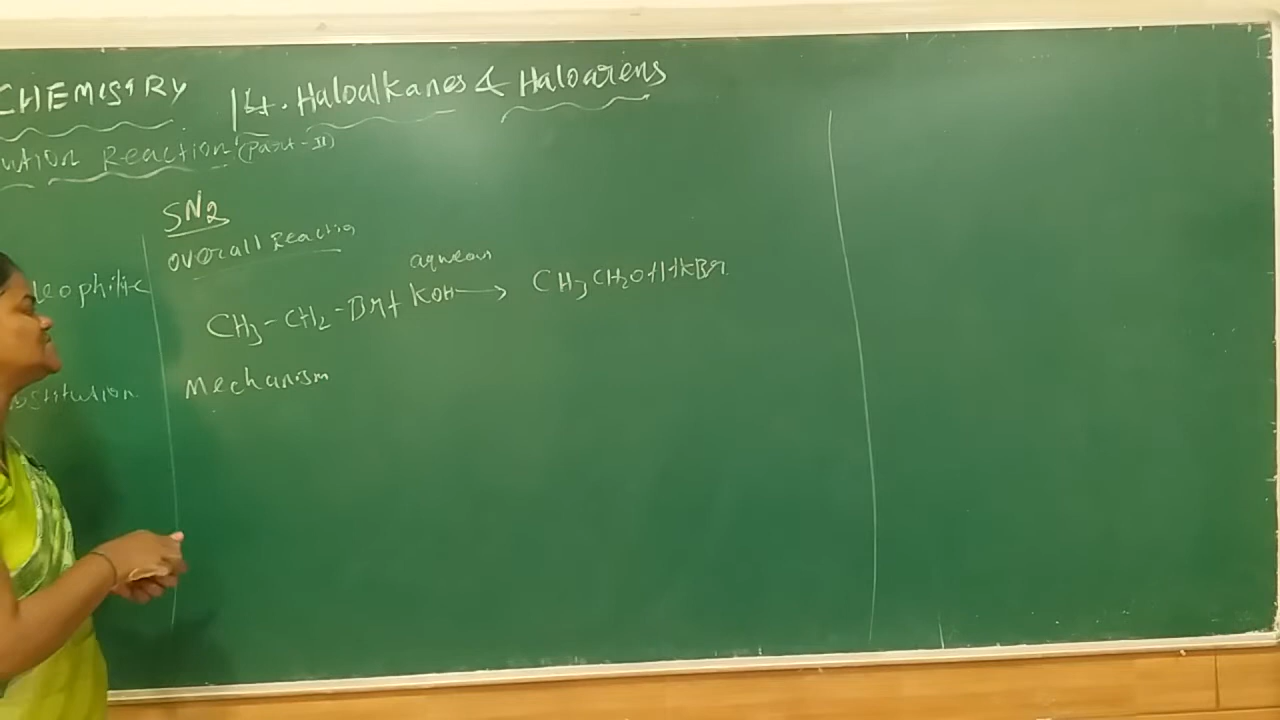 CHEMISTRY 14. Haloalkanes & Haloarens
ution Reaction (Part-II)
SN2
overall Reaction
aqueous
CH3-CH2-Br+ KOH ⟶ CH3CH2OH+KBr
leophilic
Mechanism
stitution